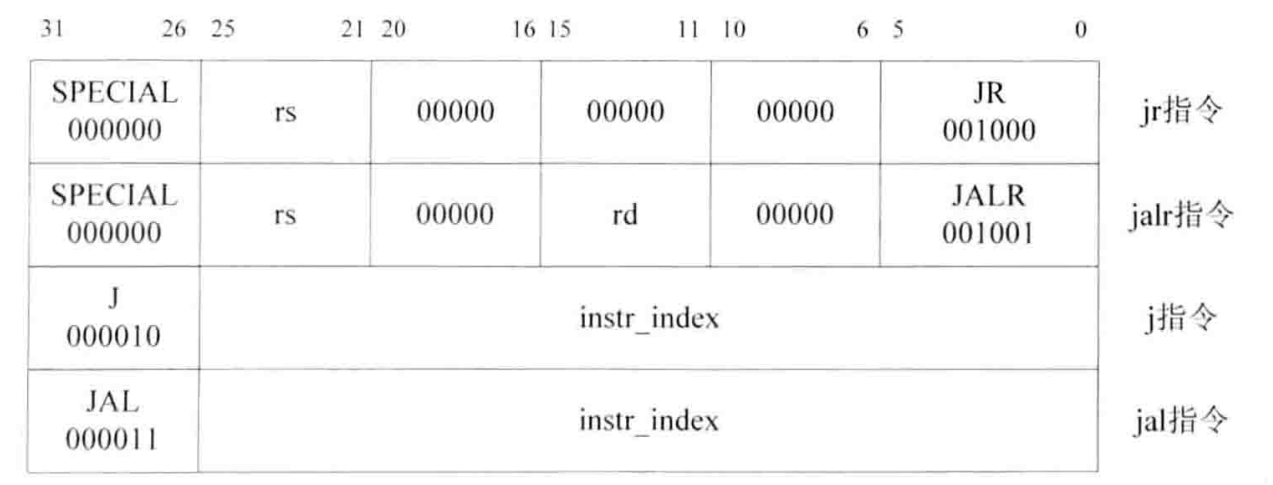 31 26 25 21 20 16 15 11 10 6 5 0
SPECIAL
000000
rs
00000
00000
00000
JR
001000
jr指令
SPECIAL
000000
rs
00000
rd
00000
JALR
001001
jalr指令
J
000010
instr_index
j指令
JAL
000011
instr_index
jal指令